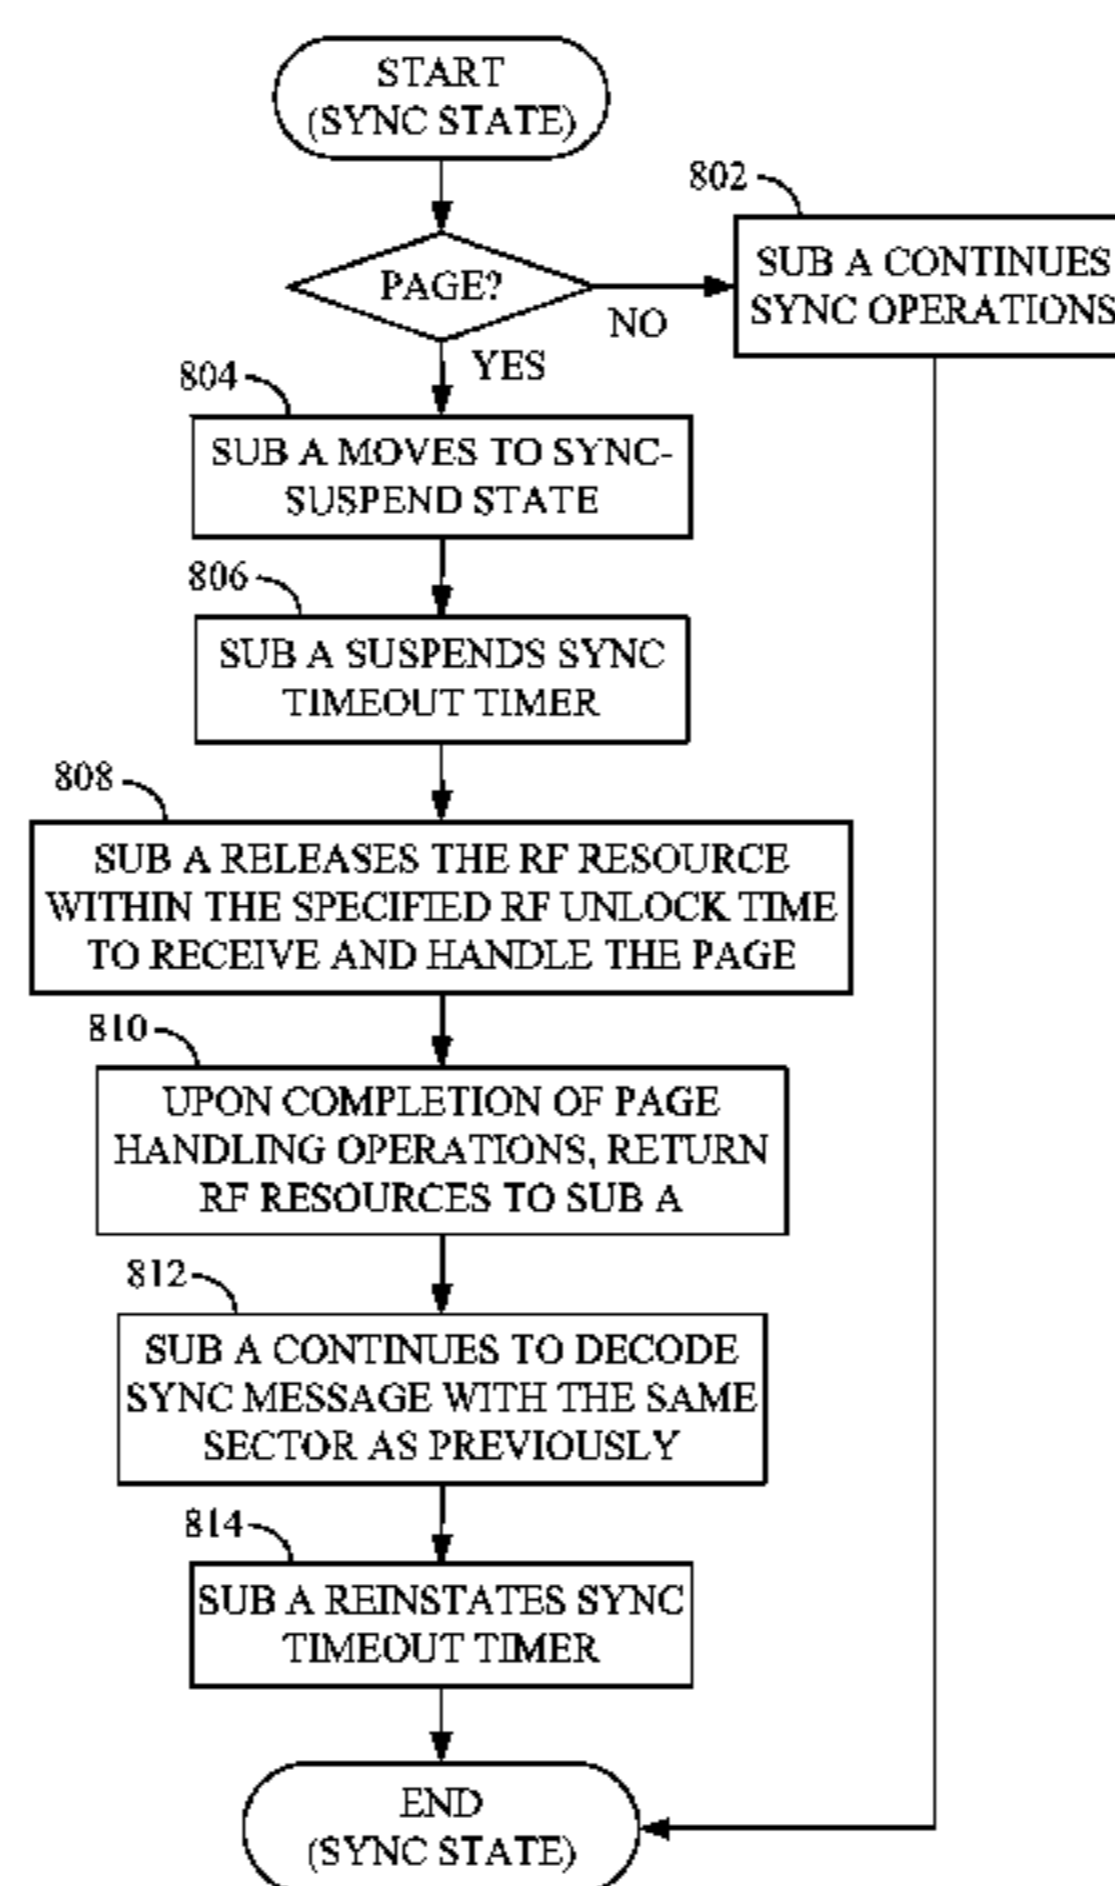 START
(SYNC STATE)
802
SUB A CONTINUES
SYNC OPERATIONS
PAGE?
NO
YES
804
SUB A MOVES TO SYNC-
SUSPEND STATE
806
SUB A SUSPENDS SYNC
TIMEOUT TIMER
808
SUB A RELEASES THE RF RESOURCE
WITHIN THE SPECIFIED RF UNLOCK TIME
TO RECEIVE AND HANDLE THE PAGE
810
UPON COMPLETION OF PAGE
HANDLING OPERATIONS, RETURN
RF RESOURCES TO SUB A
812
SUB A CONTINUES TO DECODE
SYNC MESSAGE WITH THE SAME
SECTOR AS PREVIOUSLY
814
SUB A REINSTATES SYNC
TIMEOUT TIMER
END
(SYNC STATE)